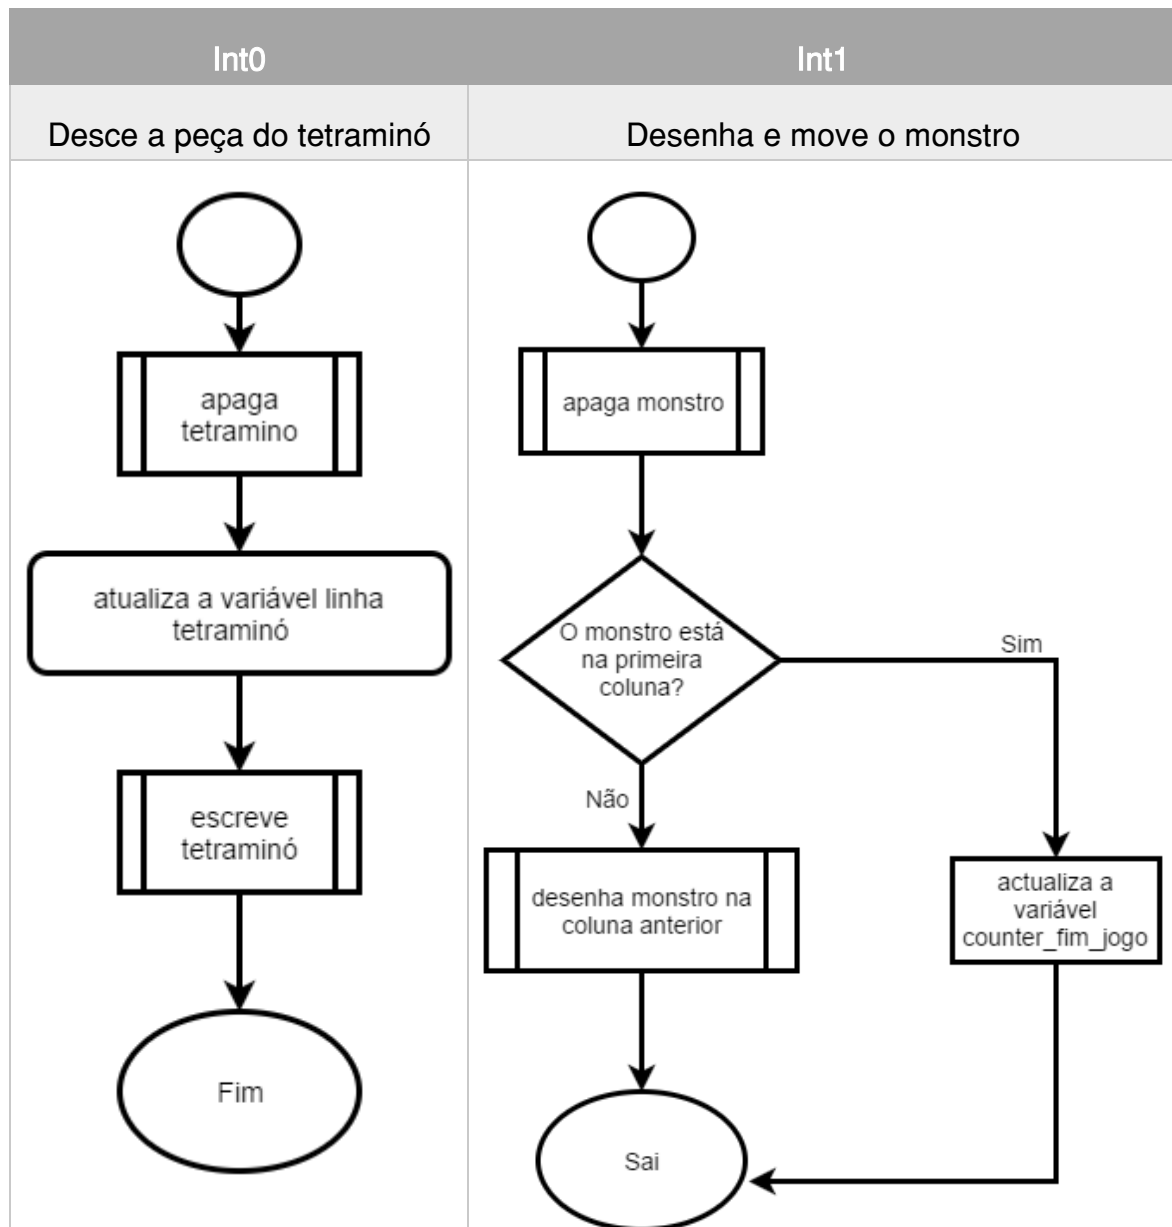 Int0
Int1
Desce a peça do tetraminó
Desenha e move o monstro
apaga
tetramino
atualiza a variável linha
tetraminó
escreve
tetraminó
Fim
apaga monstro
O monstro está
na primeira
coluna?
Sim
Não
desenha monstro na
coluna anterior
actualiza a
variável
counter_fim_jogo
Sai